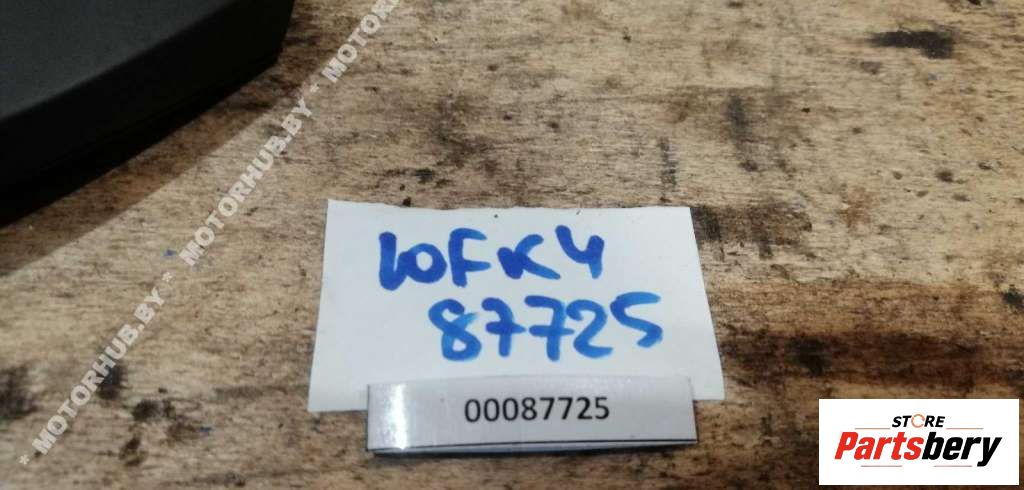 * MOTORHUB.BY * MOTORHUB.BY * MOTOR
10FK4
87725
00087725
STORE
Partsbery